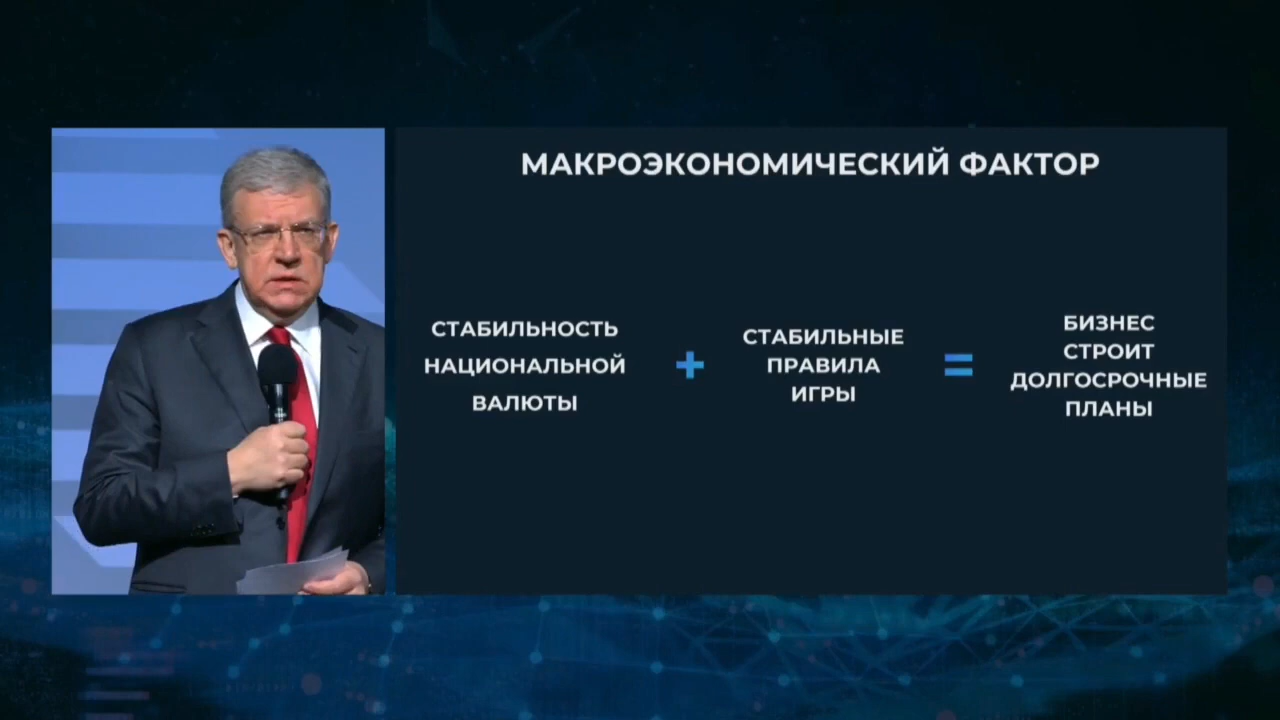 МАКРОЭКОНОМИЧЕСКИЙ ФАКТОР
СТАБИЛЬНОСТЬ
НАЦИОНАЛЬНОЙ
ВАЛЮТЫ
+
СТАБИЛЬНЫЕ
ПРАВИЛА
ИГРЫ
=
БИЗНЕС
СТРОИТ
ДОЛГОСРОЧНЫЕ
ПЛАНЫ